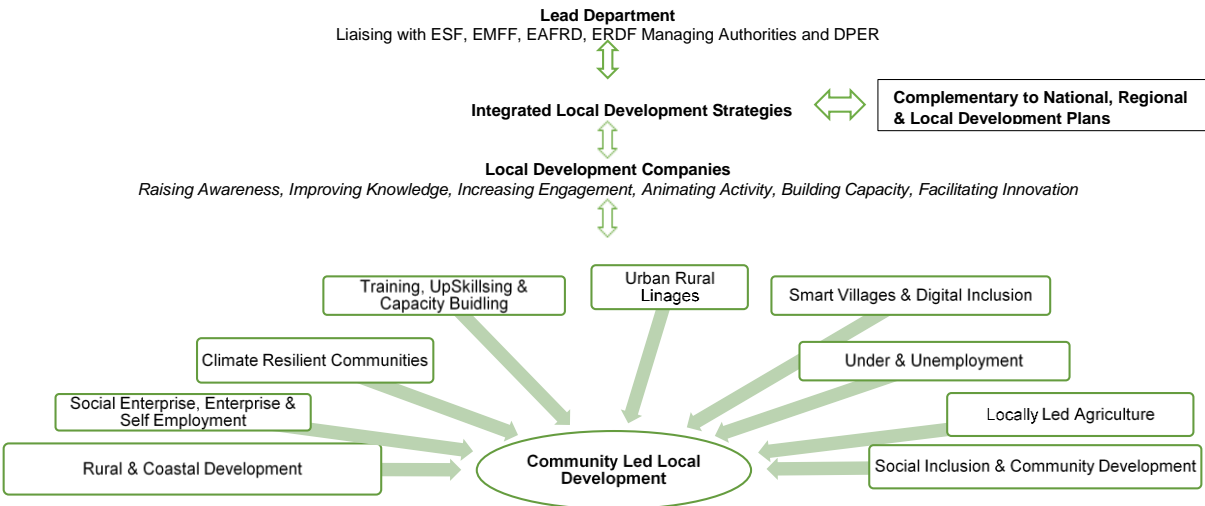 Lead Department
Liaising with ESF, EMFF, EAFRD, ERDF Managing Authorities and DPER
Integrated Local Development Strategies
Complementary to National, Regional
& Local Development Plans
Local Development Companies
Raising Awareness, Improving Knowledge, Increasing Engagement, Animating Activity, Building Capacity, Facilitating Innovation
Training, UpSkillsing &
Capacity Buidling
Urban Rural
Linages
Smart Villages & Digital Inclusion
Climate Resilient Communities
Under & Unemployment
Social Enterprise, Enterprise &
Self Employment
Locally Led Agriculture
Rural & Coastal Development
Community Led Local
Development
Social Inclusion & Community Development